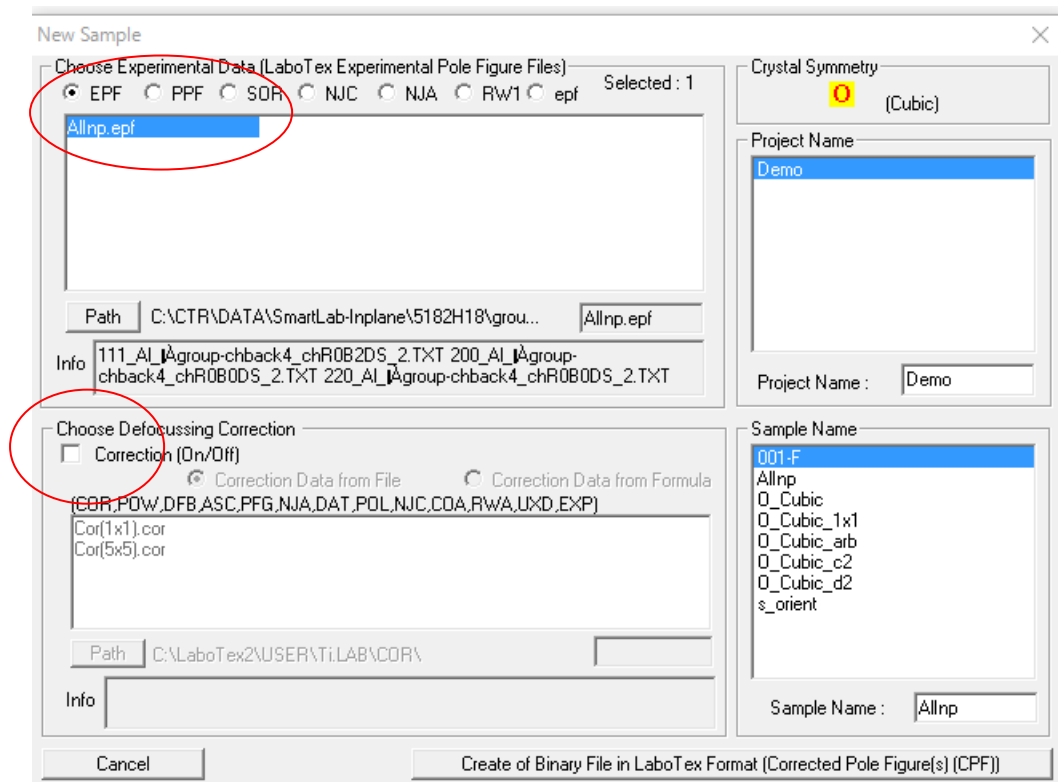 New Sample
Choose Experimental Data (LaboTex Experimental Pole Figure Files)
Selected : 1
EPF PPF SOR NJC NJA RW1 epf
AlInp.epf
Path C:\CTR\DATA\SmartLab-Inplane\5182H18\grou... AlInp.epf
Info
111_Al_Àgroup-chback4_chR0B2DS_2.TXT 200_Al_Àgroup-
chback4_chR0B0DS_2.TXT 220_Al_Àgroup-chback4_chR0B0DS_2.TXT
Choose Defocussing Correction
Correction (On/Off)
Correction Data from File Correction Data from Formula
(COR,POW,DFB,ASC,PFG,NJA,DAT,POL,NJC,COA,RWA,UXD,EXP)
Cor(1x1).cor
Cor(5x5).cor
Path C:\LaboTex2\USER\Ti.LAB\COR\
Info
Cancel
Crystal Symmetry
O (Cubic)
Project Name
Demo
Project Name : Demo
Sample Name
001-F
AlInp
O_Cubic
O_Cubic_1x1
O_Cubic_arb
O_Cubic_c2
O_Cubic_d2
s_orient
Sample Name : AlInp
Create of Binary File in LaboTex Format (Corrected Pole Figure(s) (CPF))